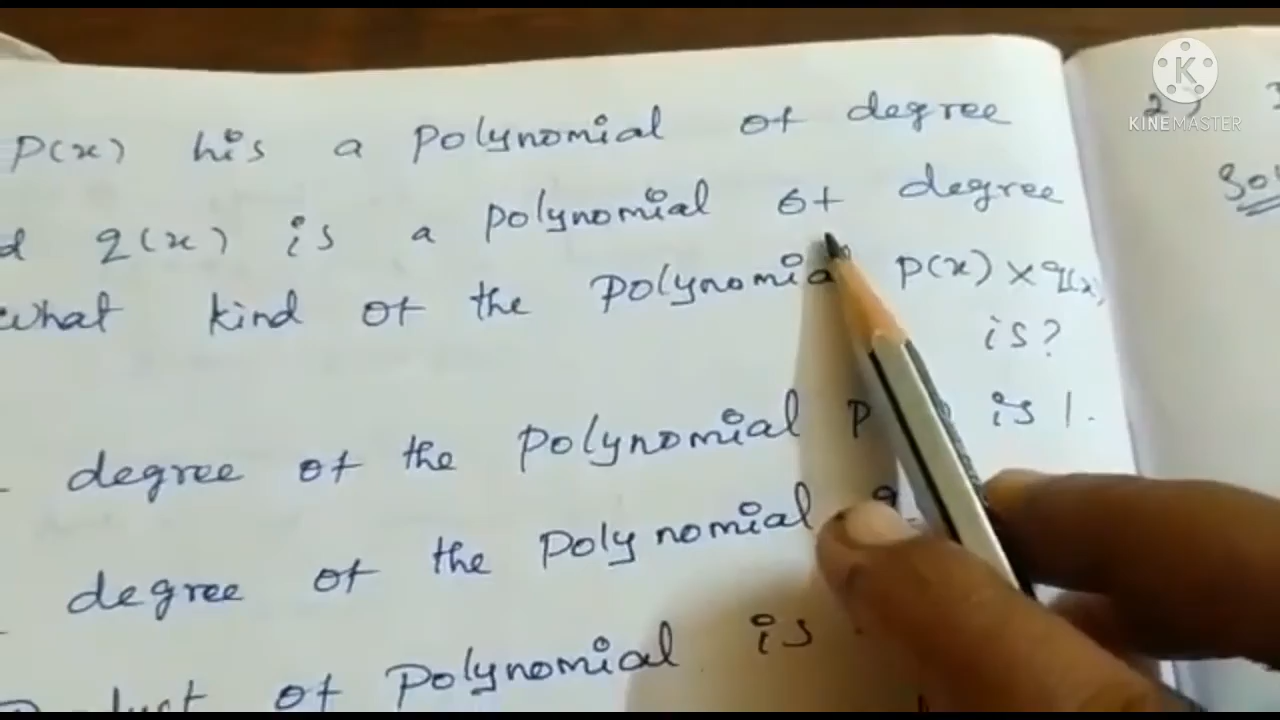 P(x) his a polynomial of degree
q(x) is a polynomial of degree
what kind of the polynomial p(x) × q(x)
is?
degree of the polynomial P is 1.
degree of the polynomial q
of polynomial is
2)
KINEMASTER